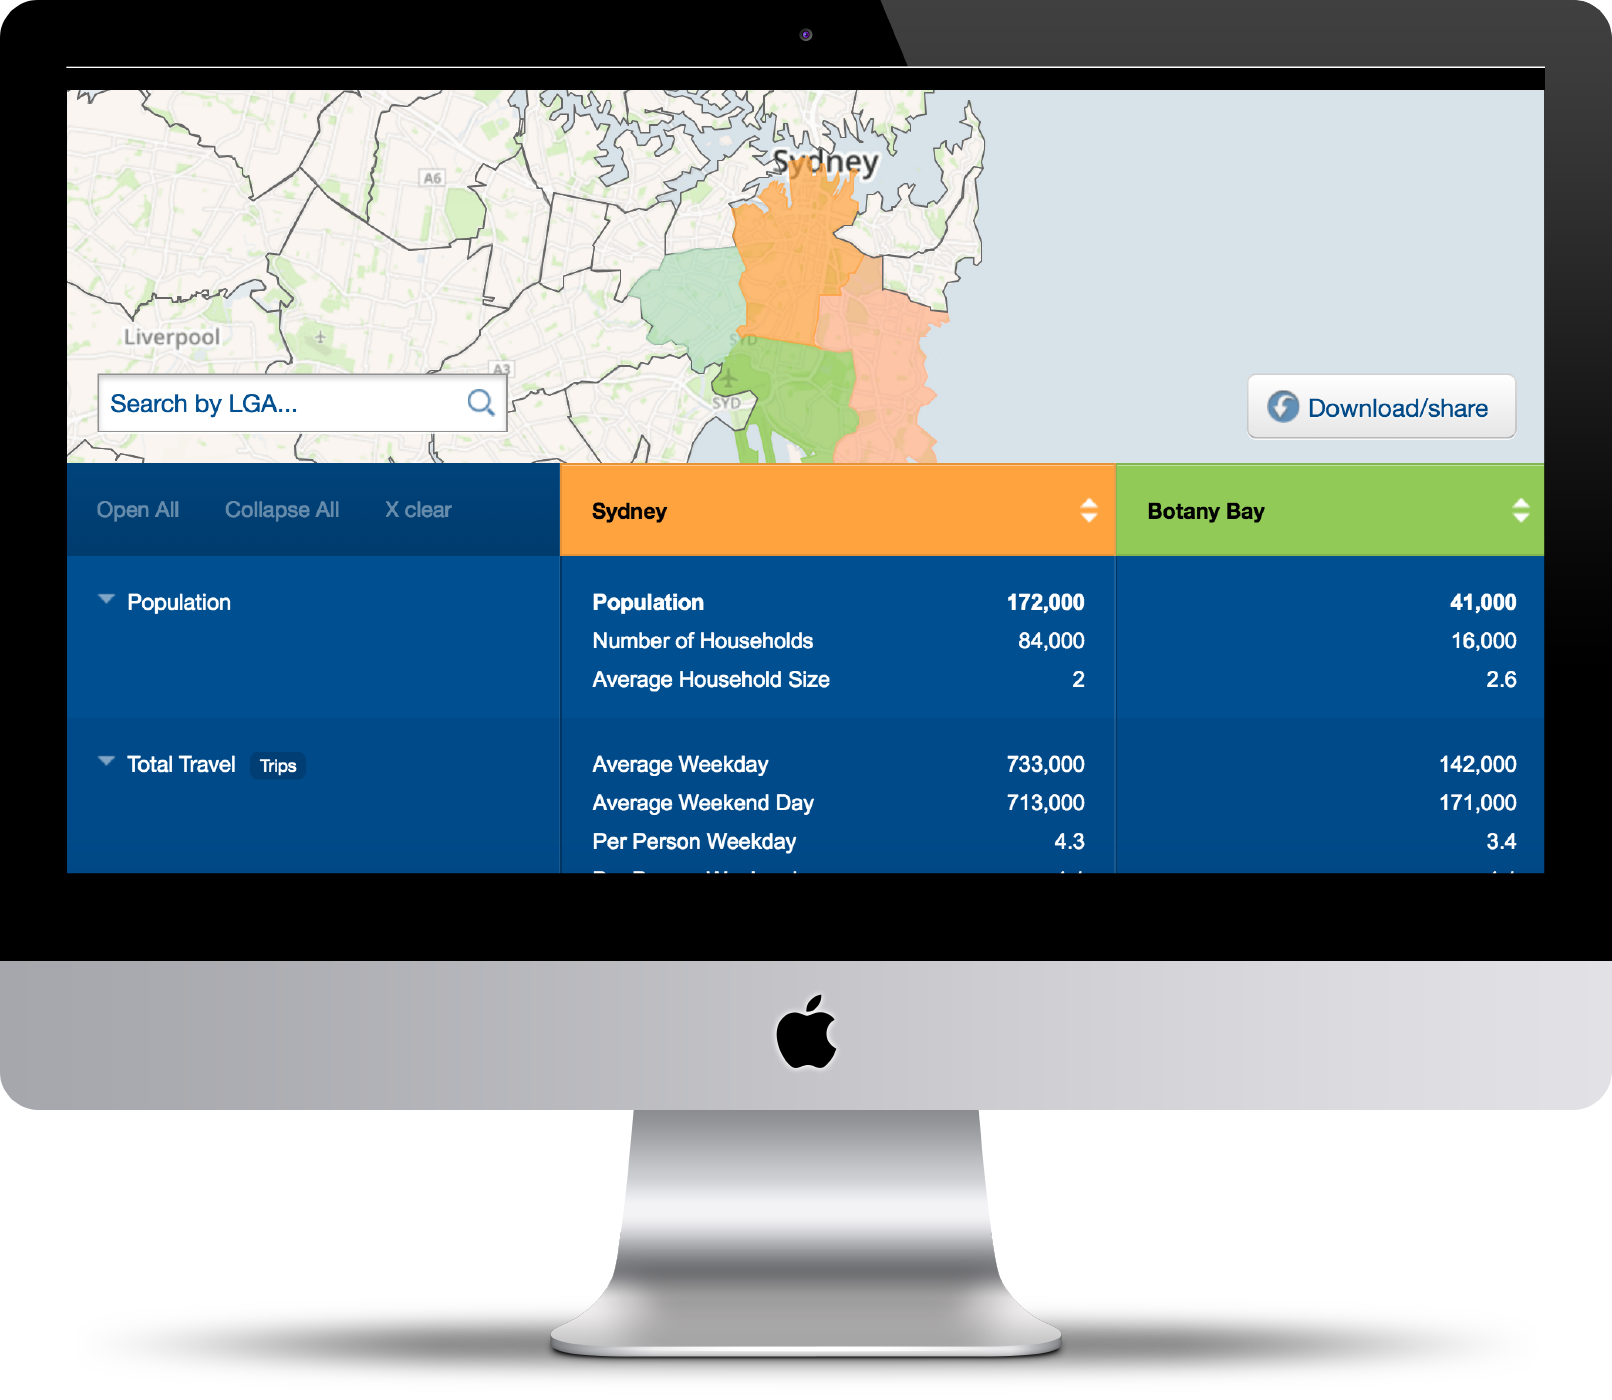 Sydney
A6
Liverpool
SYD
A3
SYD
Search by LGA...
Download/share
Open All Collapse All X clear Sydney Botany Bay
Population Population 172,000 41,000
Number of Households 84,000 16,000
Average Household Size 2 2.6
Total Travel Trips Average Weekday 733,000 142,000
Average Weekend Day 713,000 171,000
Per Person Weekday 4.3 3.4